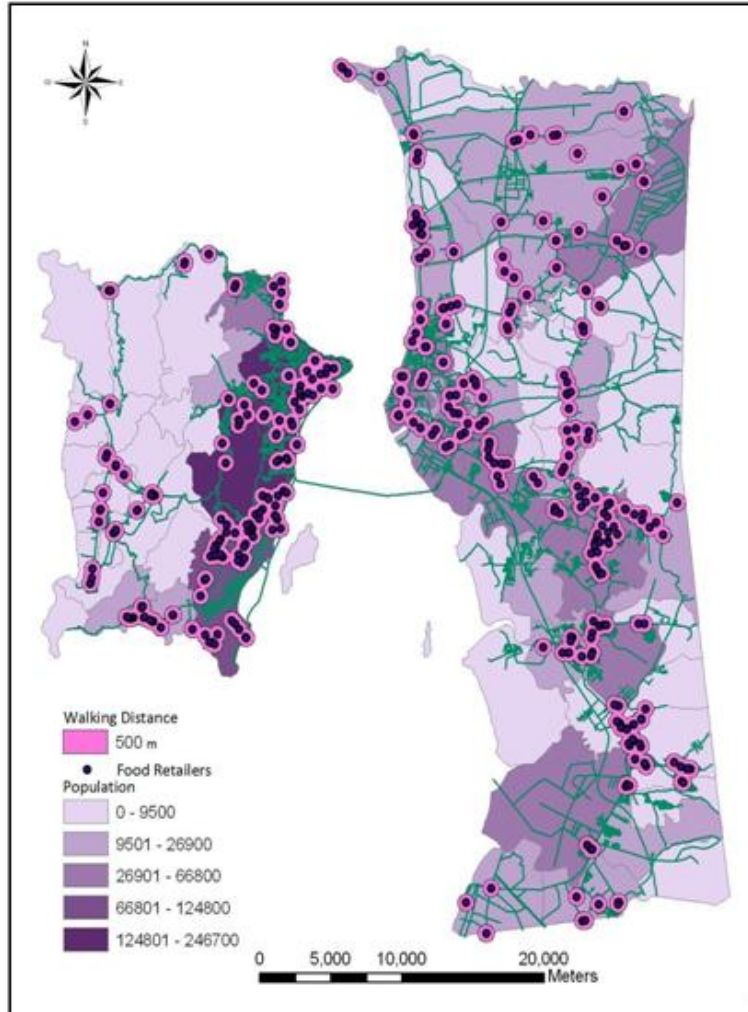 N
E
S
Walking Distance
500 m
Food Retailers
Population
0 - 9500
9501 - 26900
26901 - 66800
66801 - 124800
124801 - 246700
0 5,000 10,000 20,000
Meters